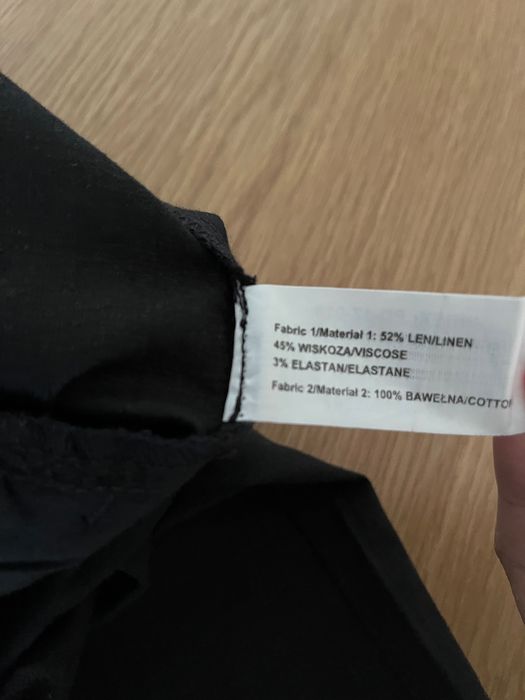 Fabric 1/Materiał 1: 52% LEN/LINEN
45% WISKOZA/VISCOSE
3% ELASTAN/ELASTANE
Fabric 2/Materiał 2: 100% BAWEŁNA/COTTO